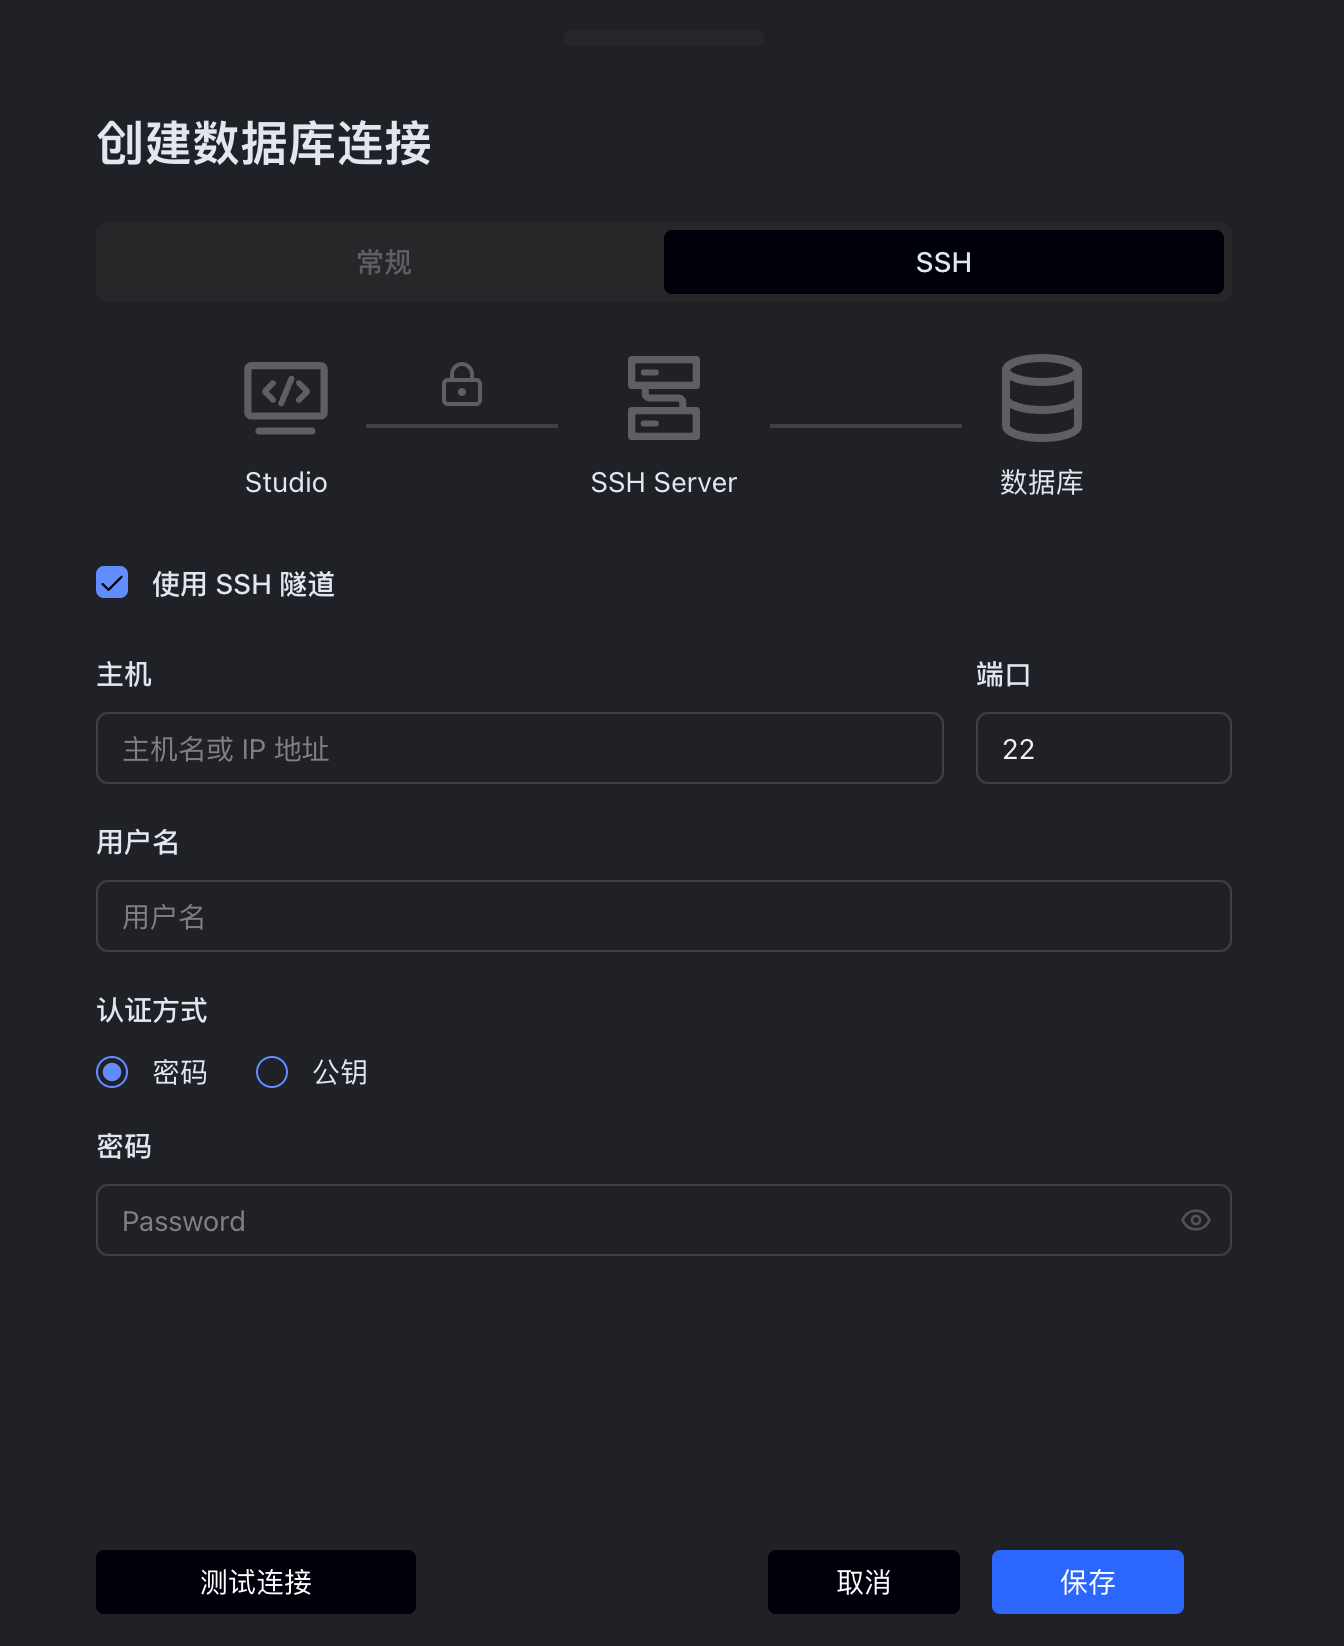 创建数据库连接
常规
SSH
Studio
SSH Server
数据库
使用 SSH 隧道
主机
端口
主机名或 IP 地址
22
用户名
用户名
认证方式
密码
公钥
密码
Password
测试连接
取消
保存